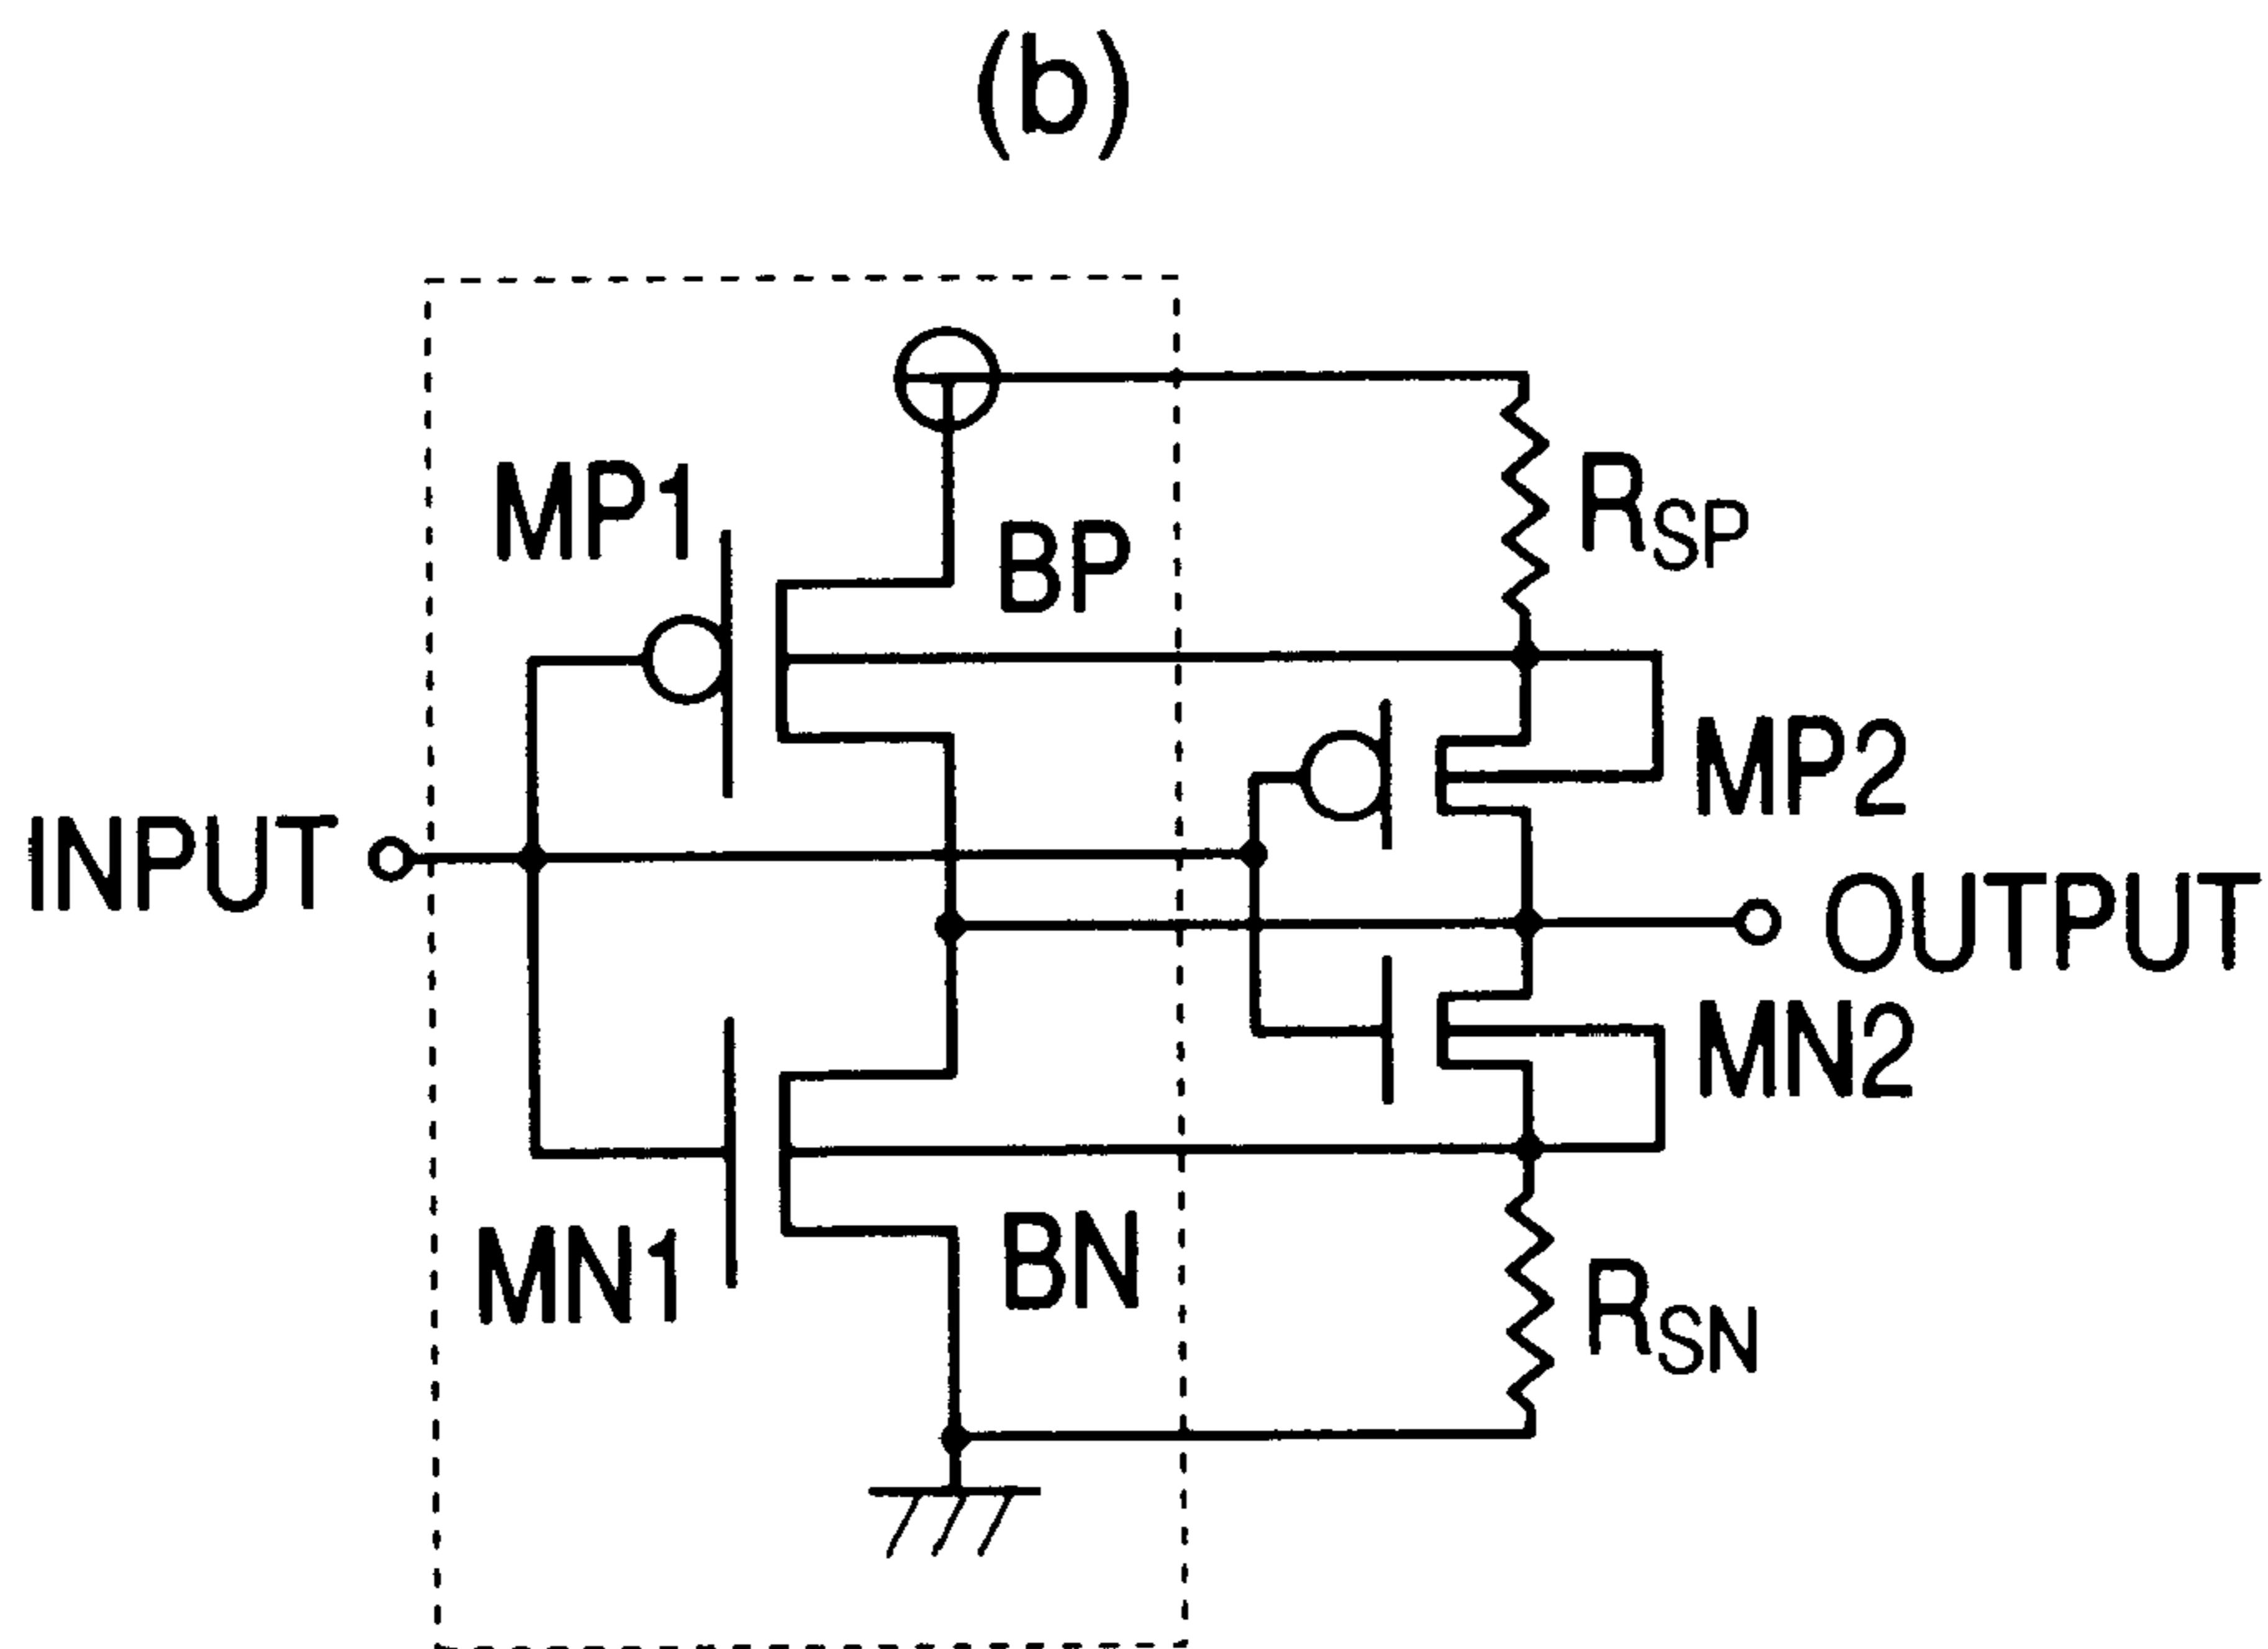 (b)
MP1
BP
RSP
MP2
INPUT
OUTPUT
MN2
MN1
BN
RSN